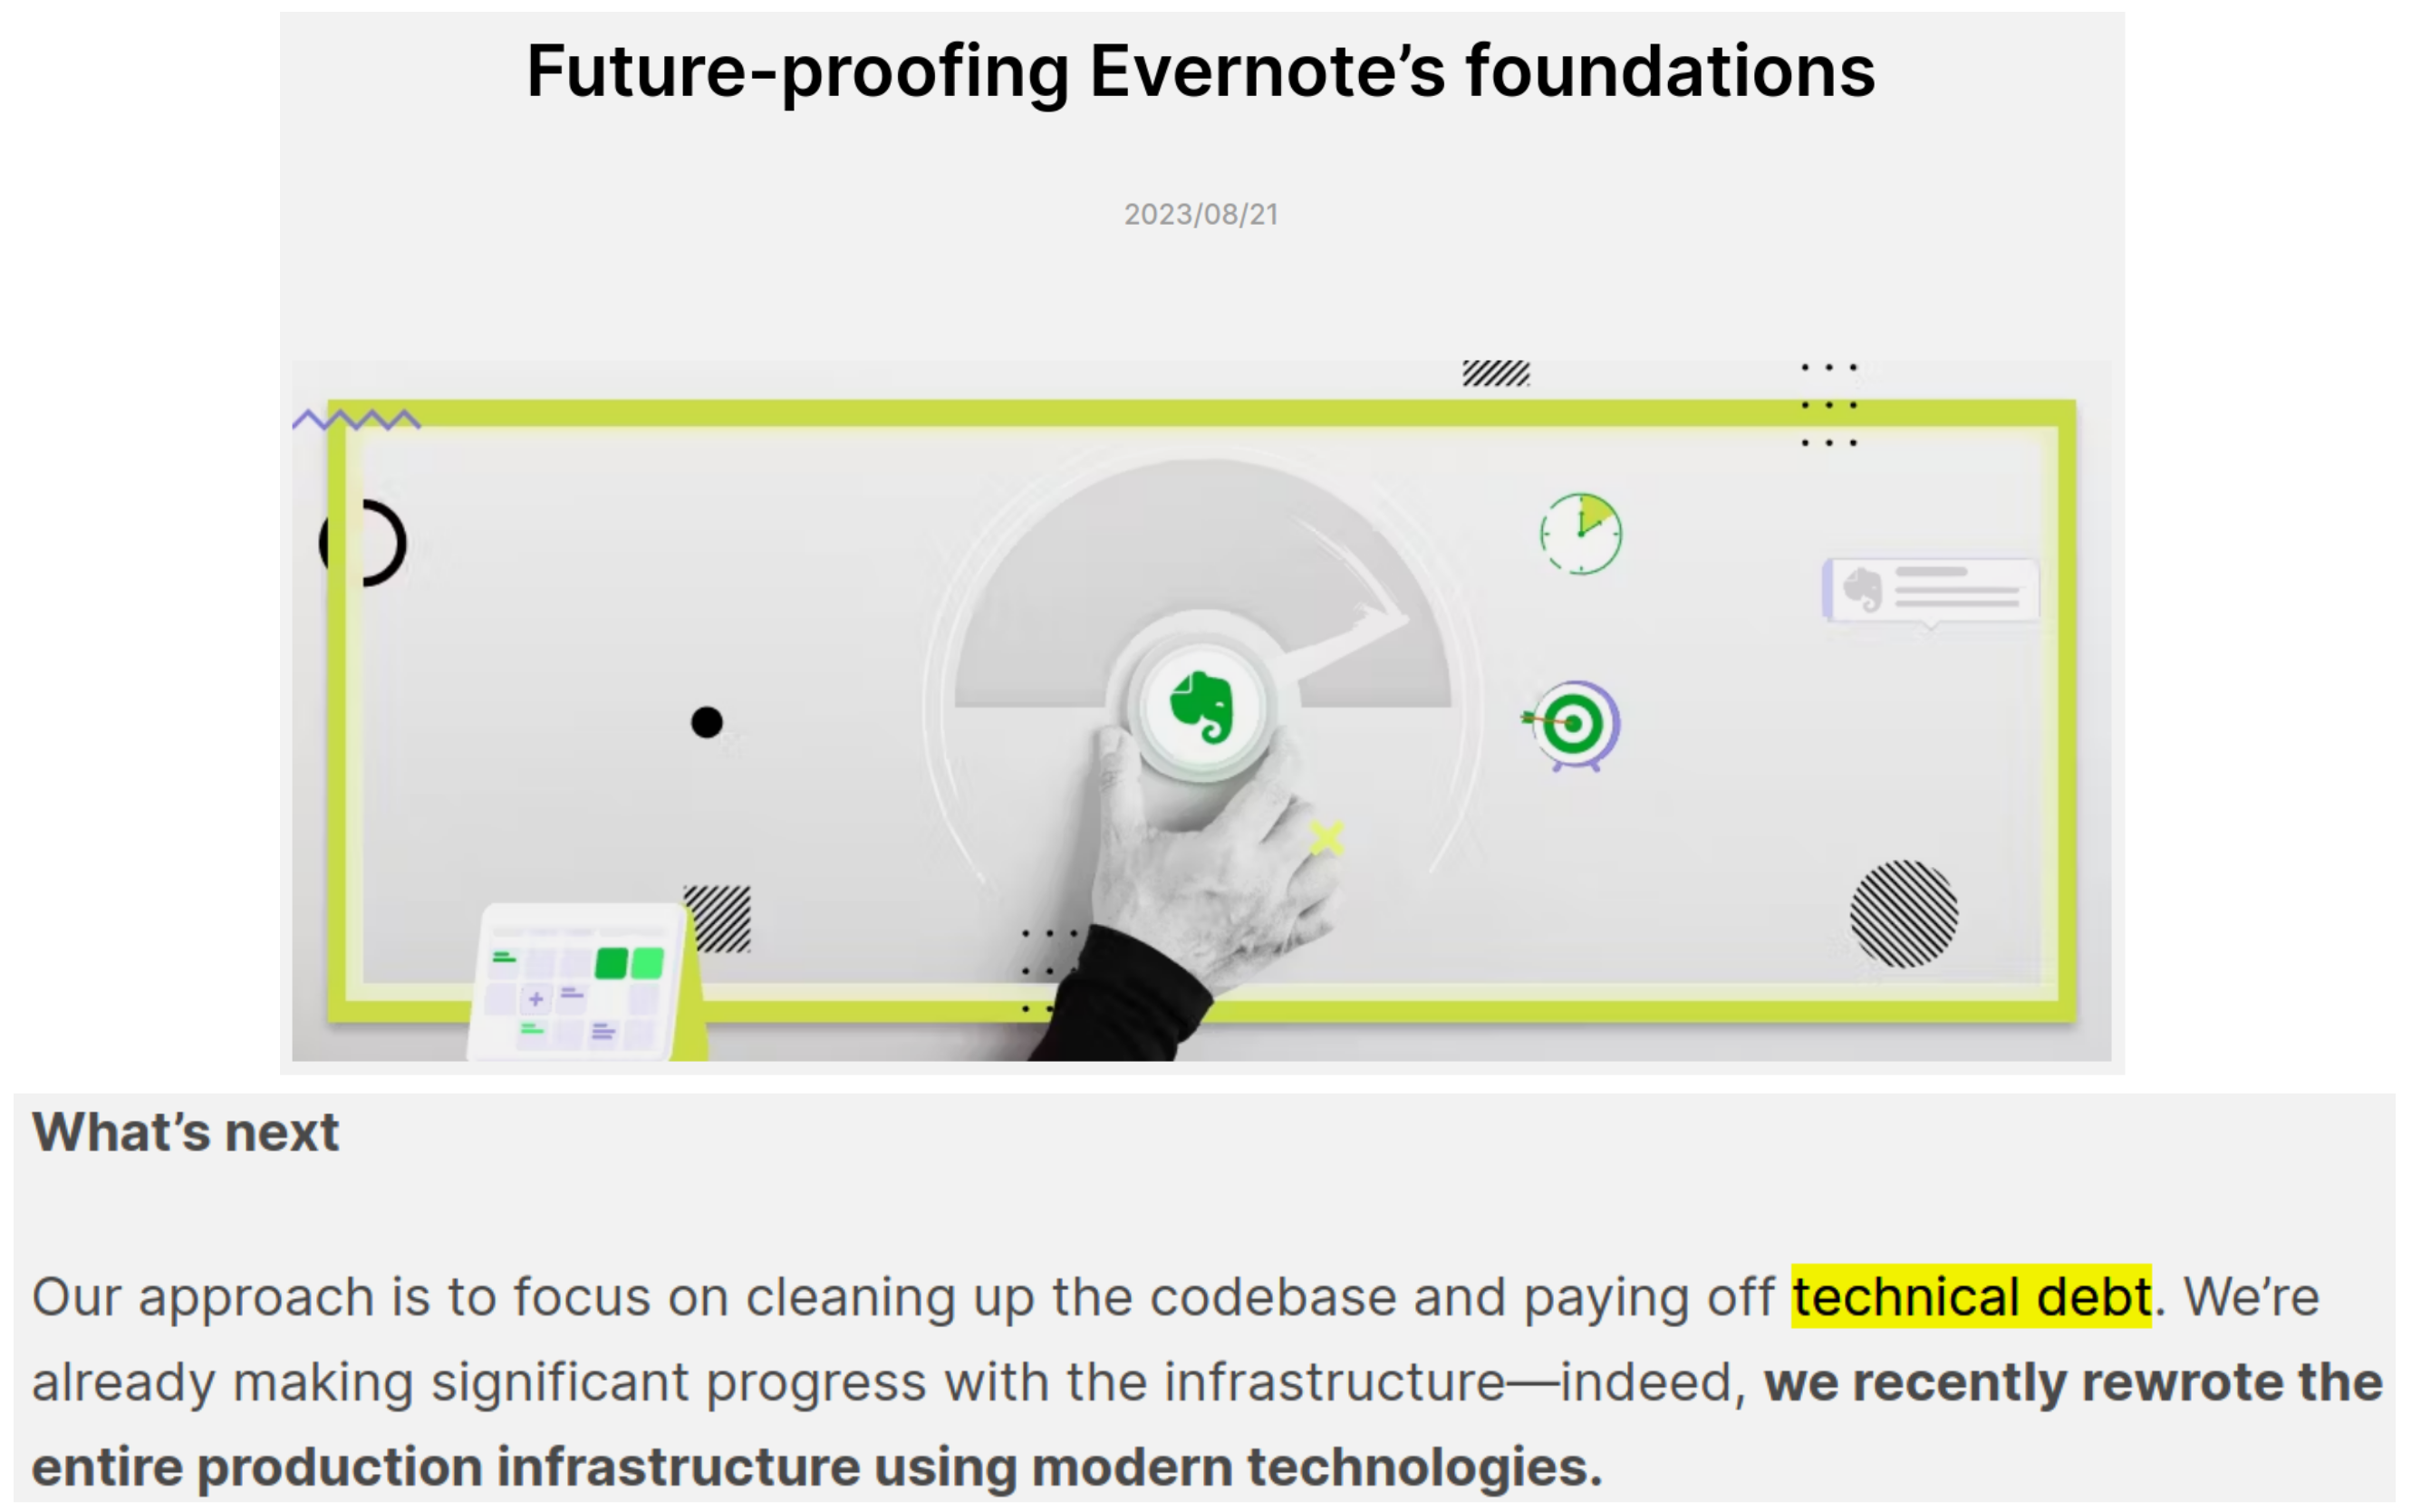 Future-proofing Evernote’s foundations
2023/08/21
What’s next
Our approach is to focus on cleaning up the codebase and paying off technical debt. We’re
already making significant progress with the infrastructure—indeed, we recently rewrote the
entire production infrastructure using modern technologies.